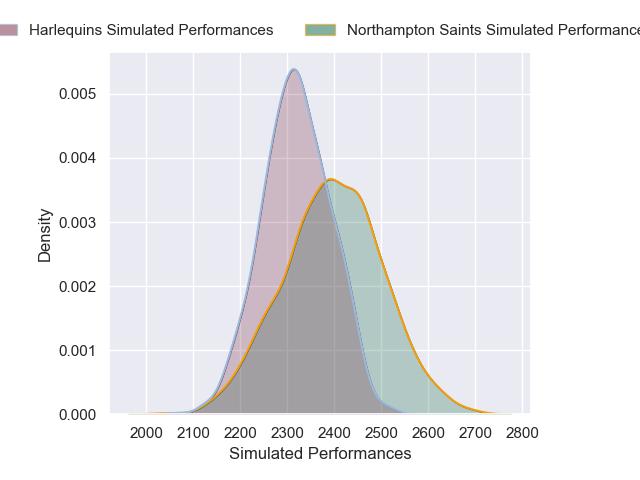 Harlequins Simulated Performances Northampton Saints Simulated Performance
0.005
0.004
0.003
0.002
0.001
0.000
Density
2000 2100 2200 2300 2400 2500 2600 2700 2800
Simulated Performances